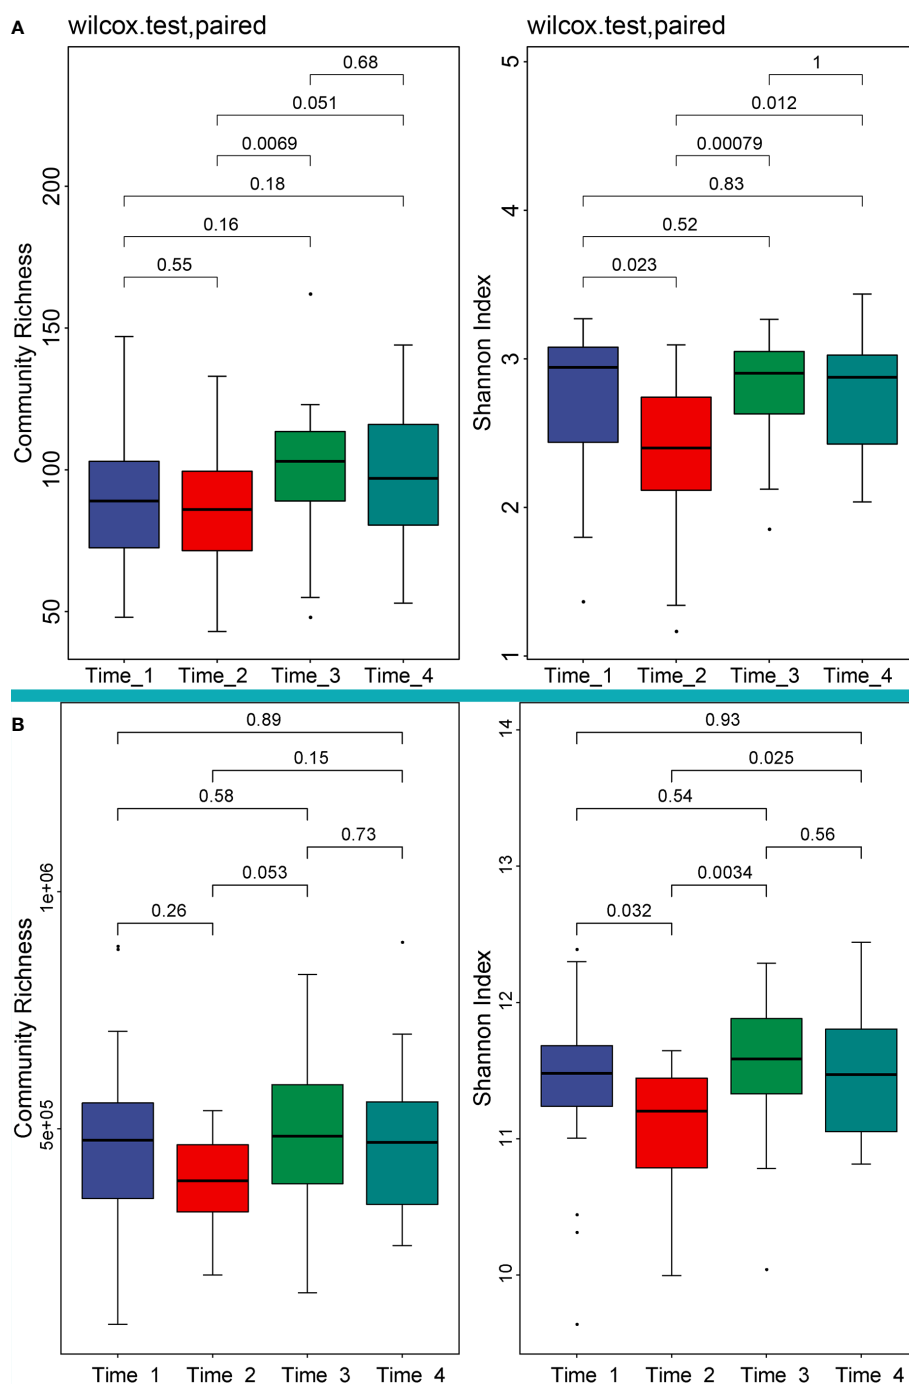 A
wilcox.test,paired
wilcox.test,paired
Community Richness
50
100
150
200
0.68
0.051
0.0069
0.18
0.16
0.55
Time_1 Time_2 Time_3 Time_4
Shannon Index
1
2
3
4
5
1
0.012
0.00079
0.83
0.52
0.023
Time_1 Time_2 Time_3 Time_4
B
Community Richness
5e+05
1e+06
0.89
0.15
0.58
0.73
0.053
0.26
Time 1 Time 2 Time 3 Time 4
Shannon Index
10
11
12
13
14
0.93
0.025
0.54
0.56
0.0034
0.032
Time 1 Time 2 Time 3 Time 4